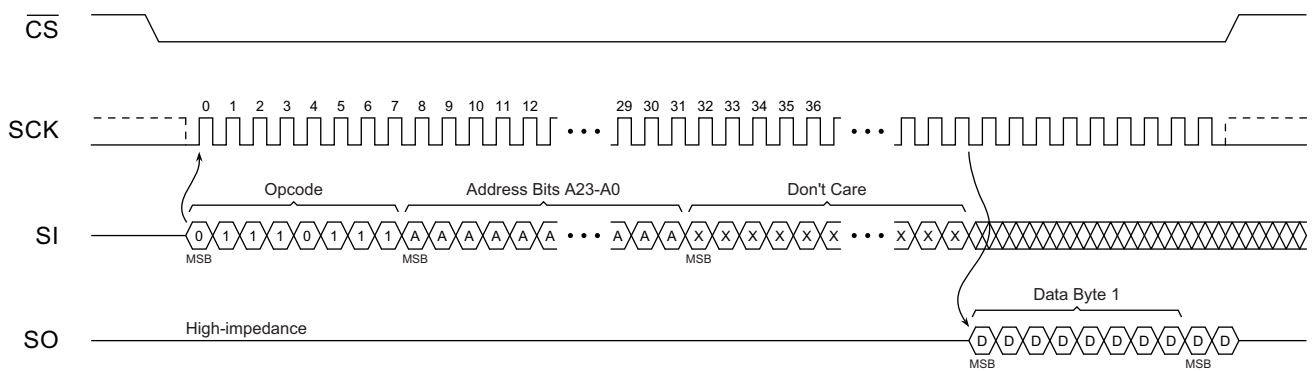 CS
0 1 2 3 4 5 6 7 8 9 10 11 12 29 30 31 32 33 34 35 36
SCK
Opcode Address Bits A23-A0 Don't Care
SI 0 1 1 1 0 1 1 1 A A A A A A A A A X X X X X X X X X
MSB MSB MSB
Data Byte 1
High-impedance
SO D D D D D D D D D D
MSB MSB